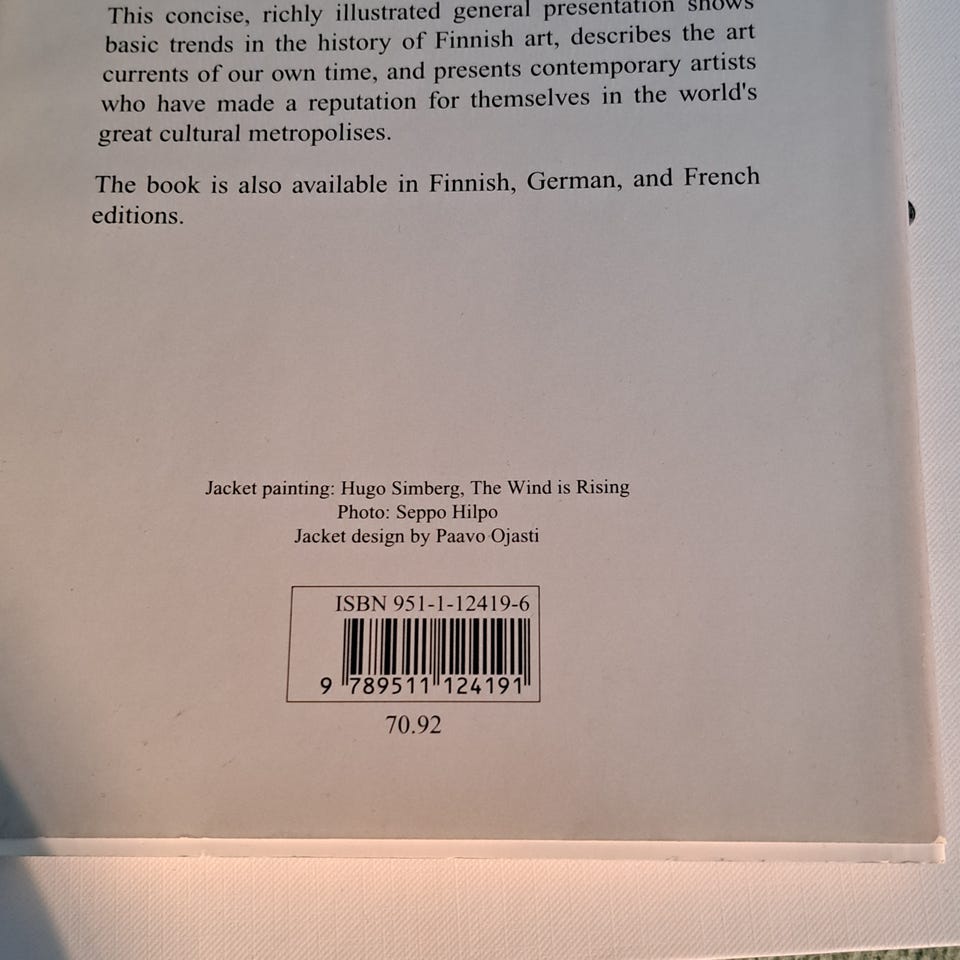 This concise, richly illustrated general presentation shows
basic trends in the history of Finnish art, describes the art
currents of our own time, and presents contemporary artists
who have made a reputation for themselves in the world's
great cultural metropolises.
The book is also available in Finnish, German, and French
editions.
Jacket painting: Hugo Simberg, The Wind is Rising
Photo: Seppo Hilpo
Jacket design by Paavo Ojasti
ISBN 951-1-12419-6
9 789511 124191
70.92